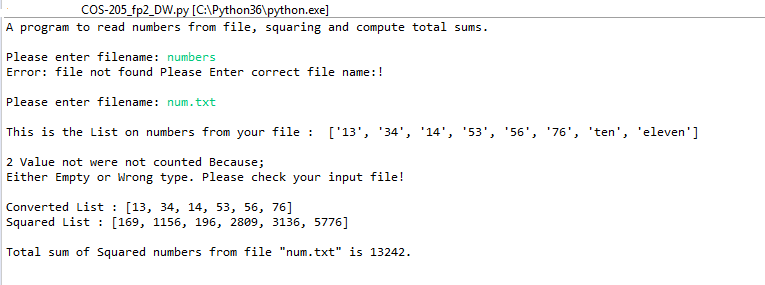 COS-205_fp2_DW.py [C:\Python36\python.exe]
A program to read numbers from file, squaring and compute total sums.
Please enter filename: numbers
Error: file not found Please Enter correct file name:!
Please enter filename: num.txt
This is the List on numbers from your file :  ['13', '34', '14', '53', '56', '76', 'ten', 'eleven']
2 Value not were not counted Because;
Either Empty or Wrong type. Please check your input file!
Converted List : [13, 34, 14, 53, 56, 76]
Squared List : [169, 1156, 196, 2809, 3136, 5776]
Total sum of Squared numbers from file "num.txt" is 13242.